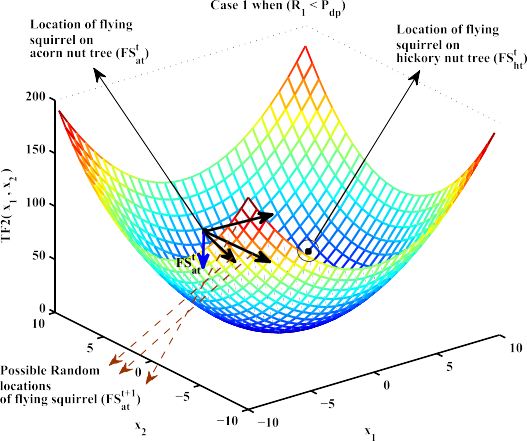 Case 1 when (R1 < Pdp)
Location of flying
squirrel on
acorn nut tree (FS^t_at)
Location of flying
squirrel on
hickory nut tree (FS^t_ht)
200
150
100
50
0
TF2( x1 , x2 )
FS^t_at
10
5
0
−5
−10
x2
−10
−5
0
5
10
x1
Possible Random
locations
of flying squirrel (FS^t+1_at)